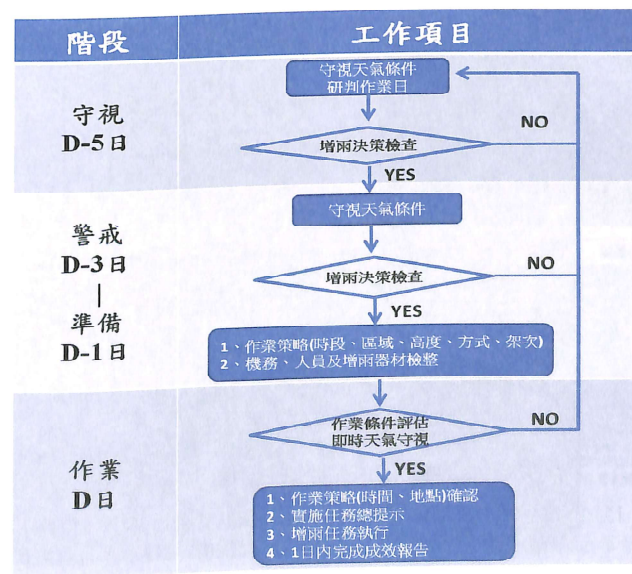 階段
工作項目
守視
D-5日
守視天氣條件
研判作業日
NO
增雨決策檢查
YES
守視天氣條件
警戒
D-3日
|
準備
D-1日
增雨決策檢查
NO
YES
1、作業策略(時段、區域、高度、方式、架次)
2、機務、人員及增雨器材檢整
作業條件評估
即時天氣守視
NO
YES
作業
D日
1、作業策略(時間、地點)確認
2、實施任務總提示
3、增雨任務執行
4、1日內完成成效報告